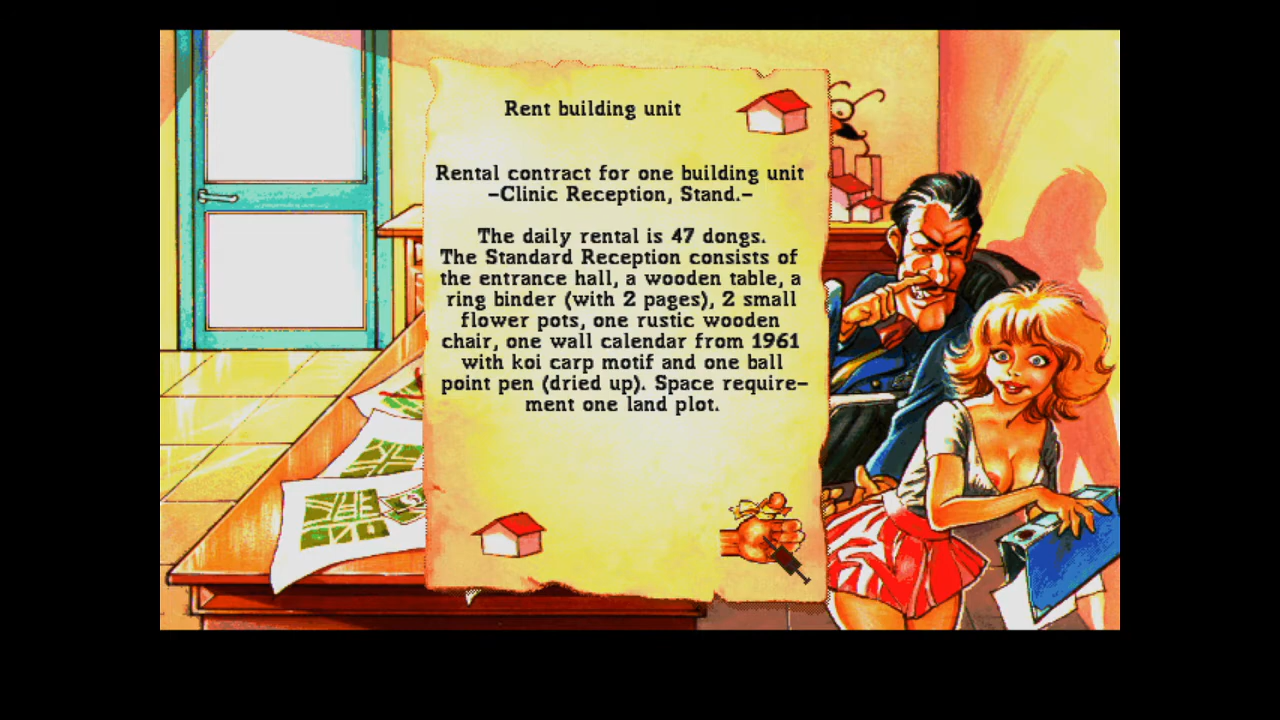 Rent building unit
Rental contract for one building unit
-Clinic Reception, Stand.-
The daily rental is 47 dongs.
The Standard Reception consists of
the entrance hall, a wooden table, a
ring binder (with 2 pages), 2 small
flower pots, one rustic wooden
chair, one wall calendar from 1961
with koi carp motif and one ball
point pen (dried up). Space require-
ment one land plot.